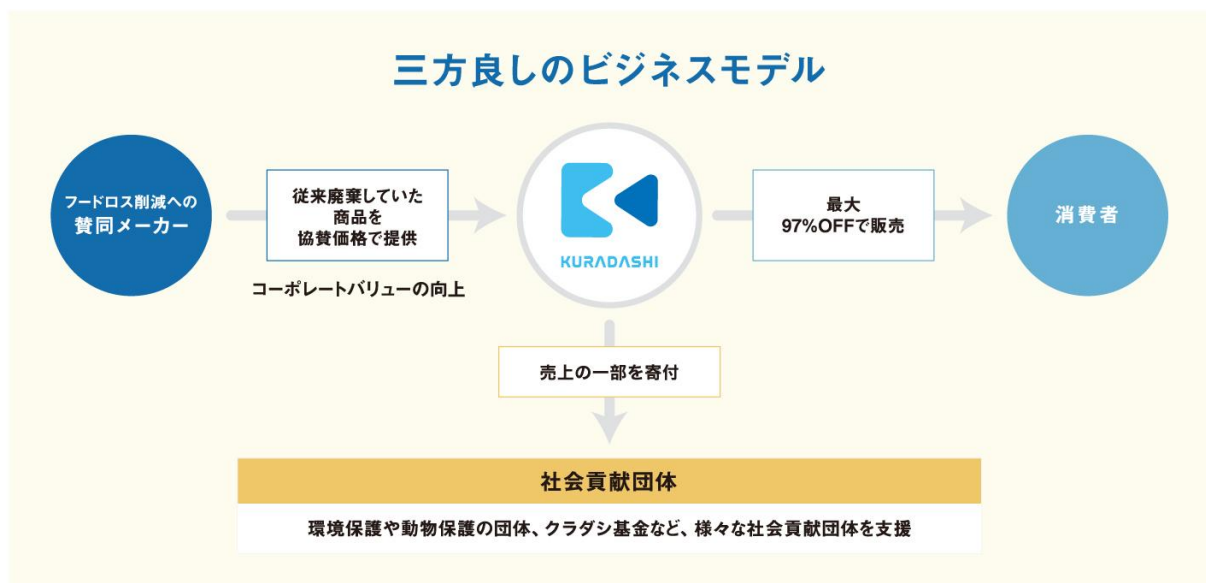 三方良しのビジネスモデル
フードロス削減への
賛同メーカー
従来廃棄していた
商品を
協賛価格で提供
コーポレートバリューの向上
KURADASHI
最大
97%OFFで販売
消費者
売上の一部を寄付
社会貢献団体
環境保護や動物保護の団体、クラダシ基金など、様々な社会貢献団体を支援